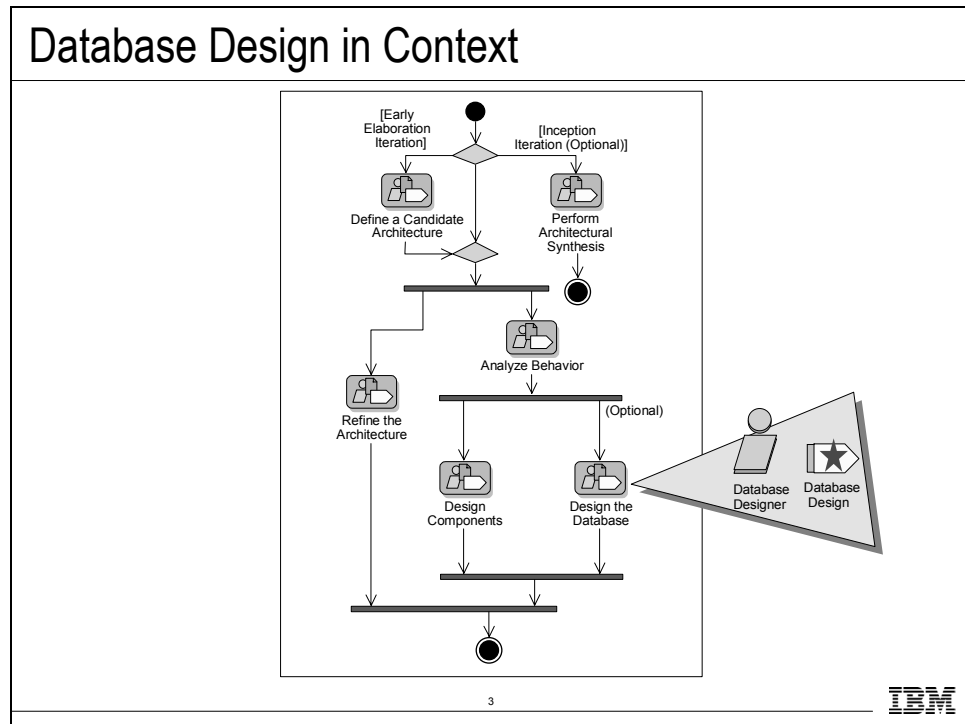 Database Design in Context
[Early
Elaboration
Iteration]
[Inception
Iteration (Optional)]
Define a Candidate
Architecture
Perform
Architectural
Synthesis
Analyze Behavior
Refine the
Architecture
(Optional)
Design
Components
Design the
Database
Database
Designer
Database
Design
3
IBM